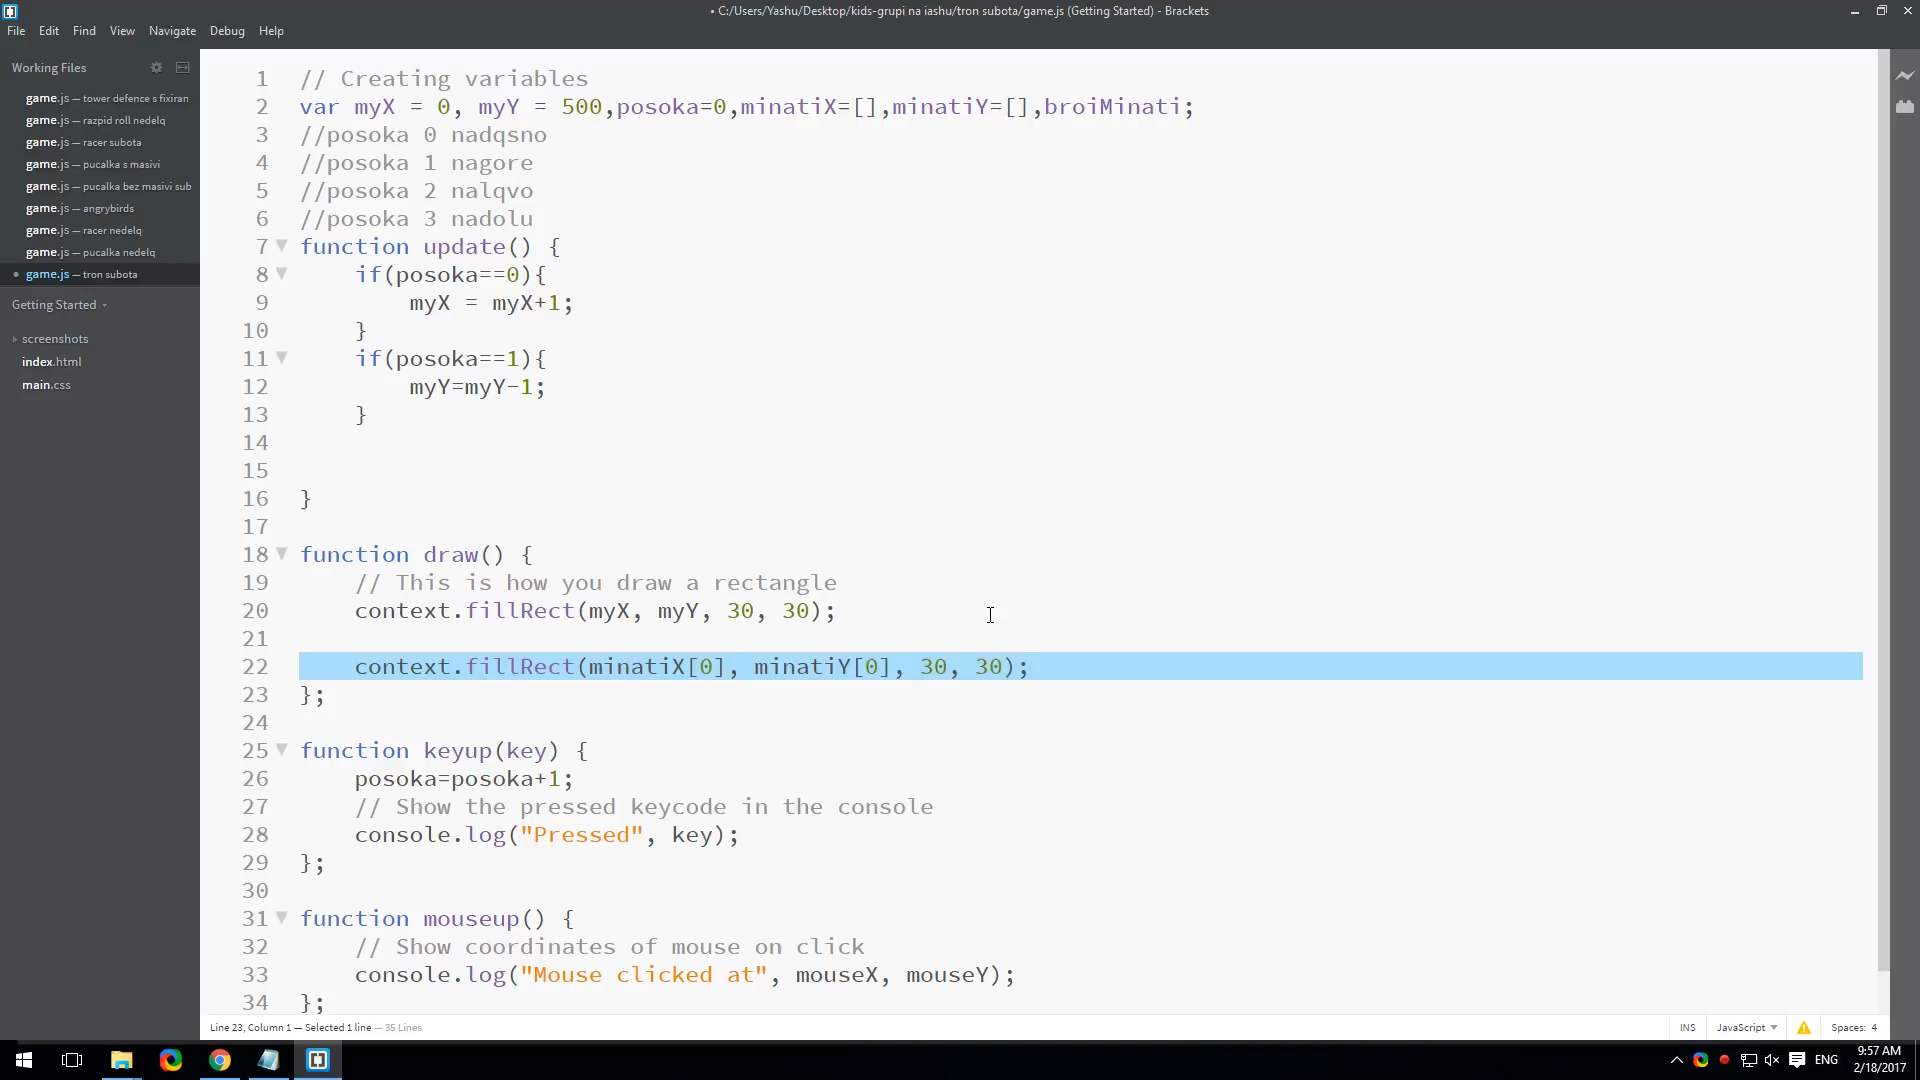 • C:/Users/Yashu/Desktop/kids-grupi na iashu/tron subota/game.js (Getting Started) - Brackets
File Edit Find View Navigate Debug Help
Working Files
game.js — tower defence s fixiran
game.js — razpid roll nedelq
game.js — racer subota
game.js — pucalka s masivi
game.js — pucalka bez masivi sub
game.js — angrybirds
game.js — racer nedelq
game.js — pucalka nedelq
game.js — tron subota
Getting Started
screenshots
index.html
main.css
1 // Creating variables
2 var myX = 0, myY = 500,posoka=0,minatiX=[],minatiY=[],broiMinati;
3 //posoka 0 nadqsno
4 //posoka 1 nagore
5 //posoka 2 nalqvo
6 //posoka 3 nadolu
7 function update() {
8 if(posoka==0){
9 myX = myX+1;
10 }
11 if(posoka==1){
12 myY=myY-1;
13 }
14
15
16 }
17
18 function draw() {
19 // This is how you draw a rectangle
20 context.fillRect(myX, myY, 30, 30);
21
22 context.fillRect(minatiX[0], minatiY[0], 30, 30);
23 };
24
25 function keyup(key) {
26 posoka=posoka+1;
27 // Show the pressed keycode in the console
28 console.log("Pressed", key);
29 };
30
31 function mouseup() {
32 // Show coordinates of mouse on click
33 console.log("Mouse clicked at", mouseX, mouseY);
34 };
Line 23, Column 1 — Selected 1 line — 35 Lines
INS JavaScript Spaces: 4
ENG
9:57 AM
2/18/2017